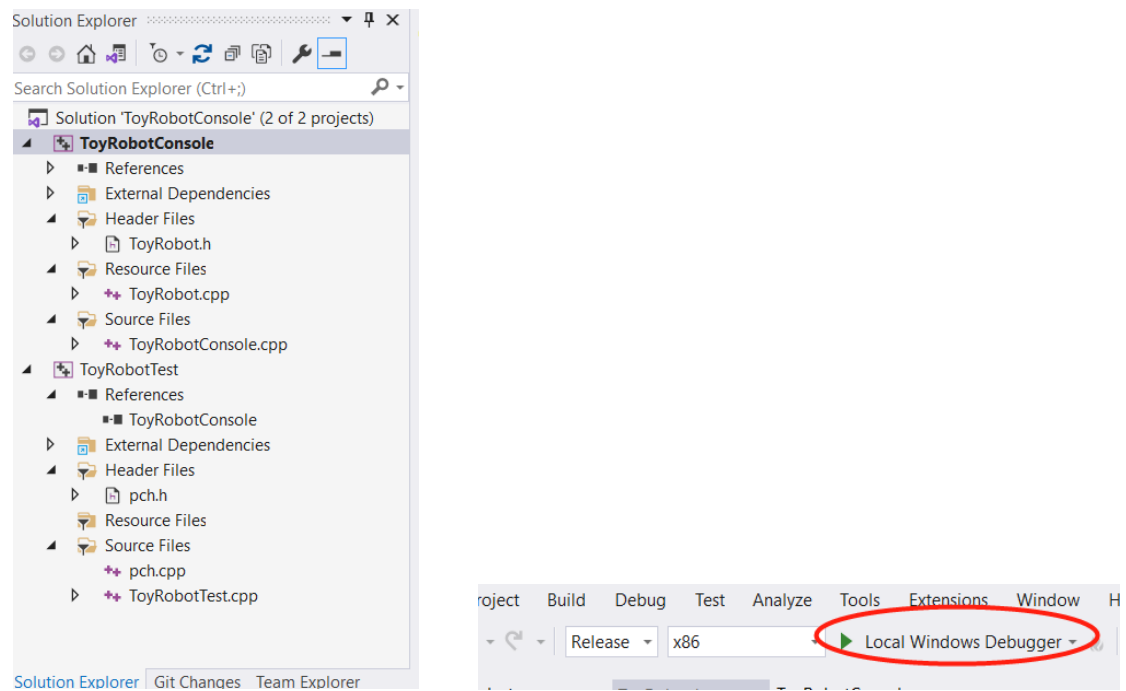 Solution Explorer
Search Solution Explorer (Ctrl+;)
Solution 'ToyRobotConsole' (2 of 2 projects)
ToyRobotConsole
References
External Dependencies
Header Files
ToyRobot.h
Resource Files
ToyRobot.cpp
Source Files
ToyRobotConsole.cpp
ToyRobotTest
References
ToyRobotConsole
External Dependencies
Header Files
pch.h
Resource Files
Source Files
pch.cpp
ToyRobotTest.cpp
Solution Explorer Git Changes Team Explorer
roject Build Debug Test Analyze Tools Extensions Window H
Release x86 Local Windows Debugger